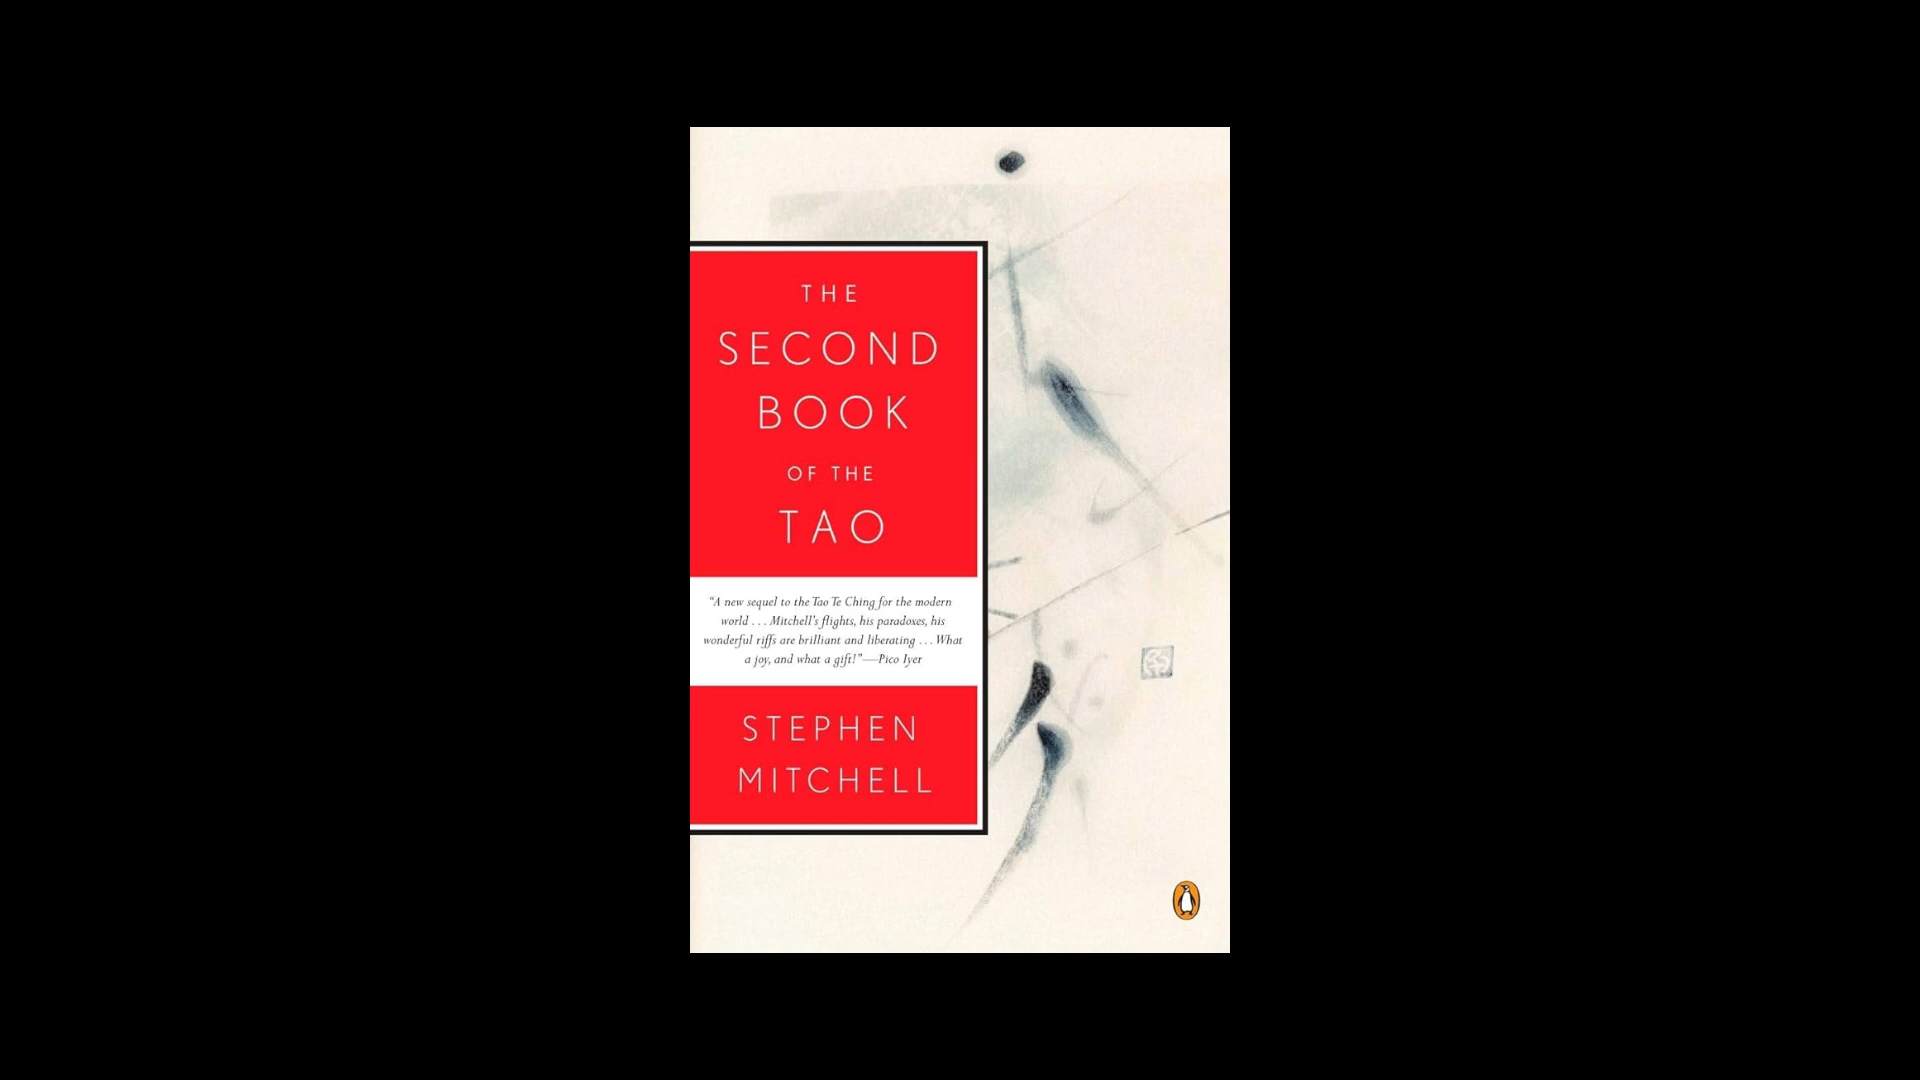 THE
SECOND
BOOK
OF THE
TAO
“A new sequel to the Tao Te Ching for the modern
world . . . Mitchell’s flights, his paradoxes, his
wonderful riffs are brilliant and liberating . . . What
a joy, and what a gift!”—Pico Iyer
STEPHEN
MITCHELL